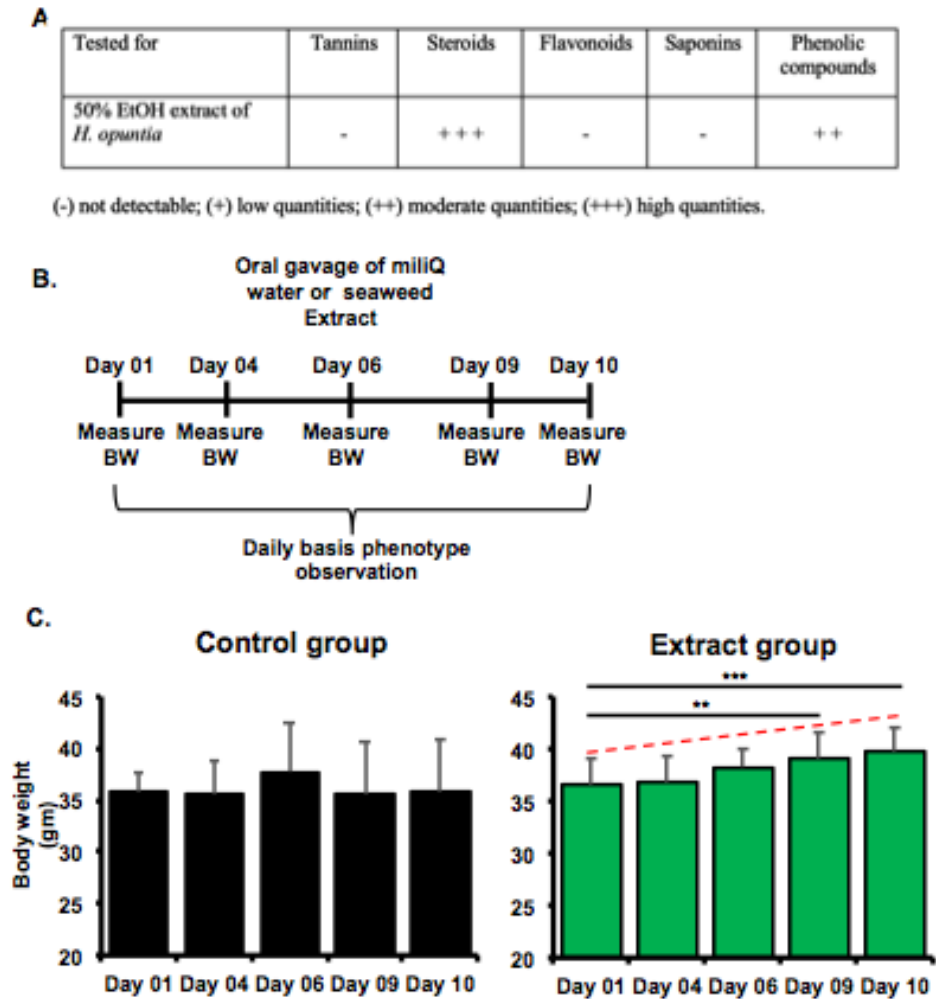 A
Tested for Tannins Steroids Flavonoids Saponins Phenolic
compounds
50% EtOH extract of
H. opuntia - +++ - - ++
(-) not detectable; (+) low quantities; (++) moderate quantities; (+++) high quantities.
B.
Oral gavage of miliQ
water or seaweed
Extract
Day 01 Day 04 Day 06 Day 09 Day 10
Measure Measure Measure Measure Measure
BW BW BW BW BW
Daily basis phenotype
observation
C.
Control group
Body weight
(gm)
45
40
35
30
25
20
Day 01 Day 04 Day 06 Day 09 Day 10
Extract group
***
**
45
40
35
30
25
20
Day 01 Day 04 Day 06 Day 09 Day 10